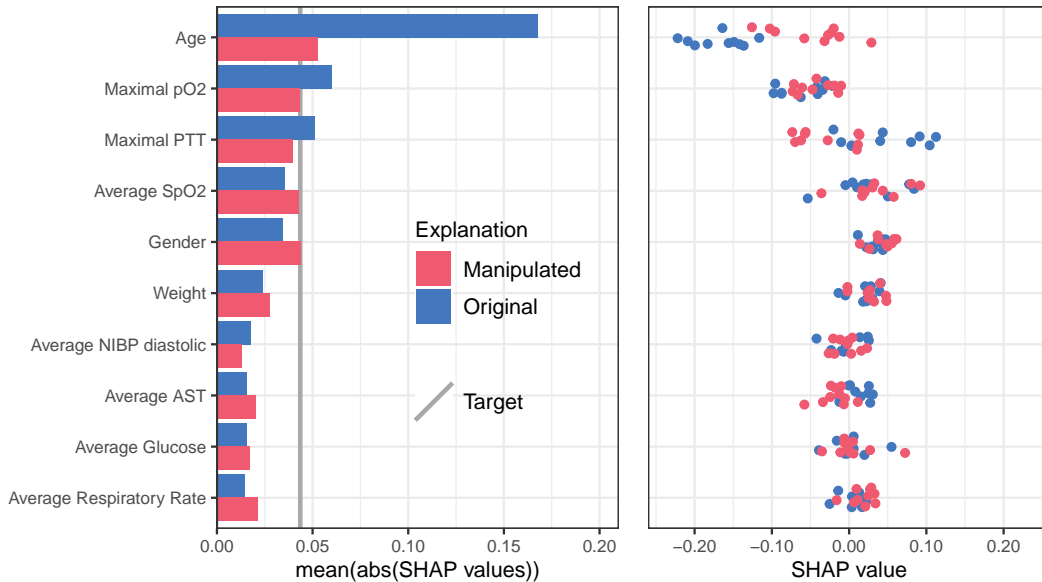 Age
Maximal pO2
Maximal PTT
Average SpO2
Gender
Weight
Average NIBP diastolic
Average AST
Average Glucose
Average Respiratory Rate
Explanation
Manipulated
Original
Target
0.00 0.05 0.10 0.15 0.20
mean(abs(SHAP values))
−0.20 −0.10 0.00 0.10 0.20
SHAP value